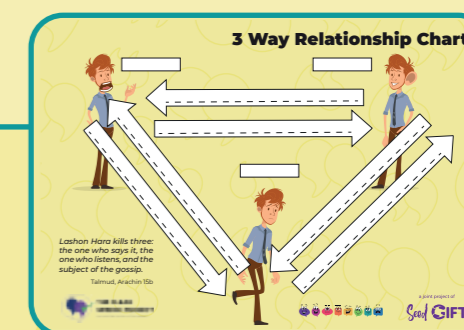 3 Way Relationship Chart
Lashon Hara kills three:
the one who says it, the
one who listens, and the
subject of the gossip.
Talmud, Arachin 15b
a joint project of
Seed GIFT